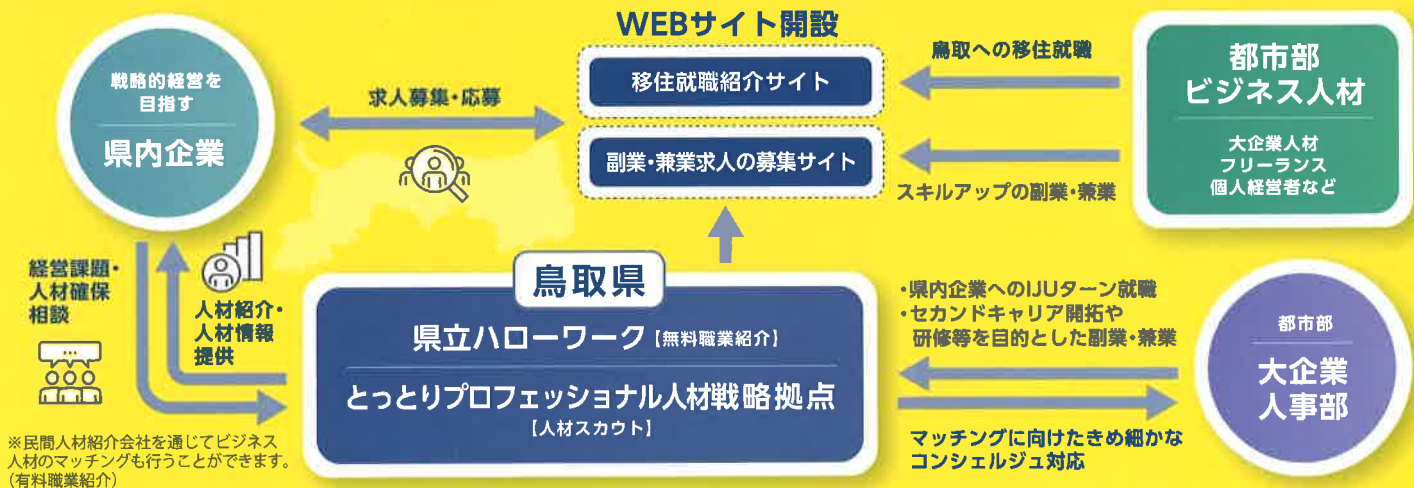 WEBサイト開設
戦略的経営を
目指す
県内企業
求人募集・応募
移住就職紹介サイト
副業・兼業求人の募集サイト
鳥取への移住就職
スキルアップの副業・兼業
都市部
ビジネス人材
大企業人材
フリーランス
個人経営者など
経営課題・
人材確保
相談
人材紹介・
人材情報
提供
鳥取県
県立ハローワーク【無料職業紹介】
とっとりプロフェッショナル人材戦略拠点
【人材スカウト】
・県内企業へのIJUターン就職
・セカンドキャリア開拓や
研修等を目的とした副業・兼業
マッチングに向けたきめ細かな
コンシェルジュ対応
都市部
大企業
人事部
※民間人材紹介会社を通じてビジネス
人材のマッチングも行うことができます。
(有料職業紹介)